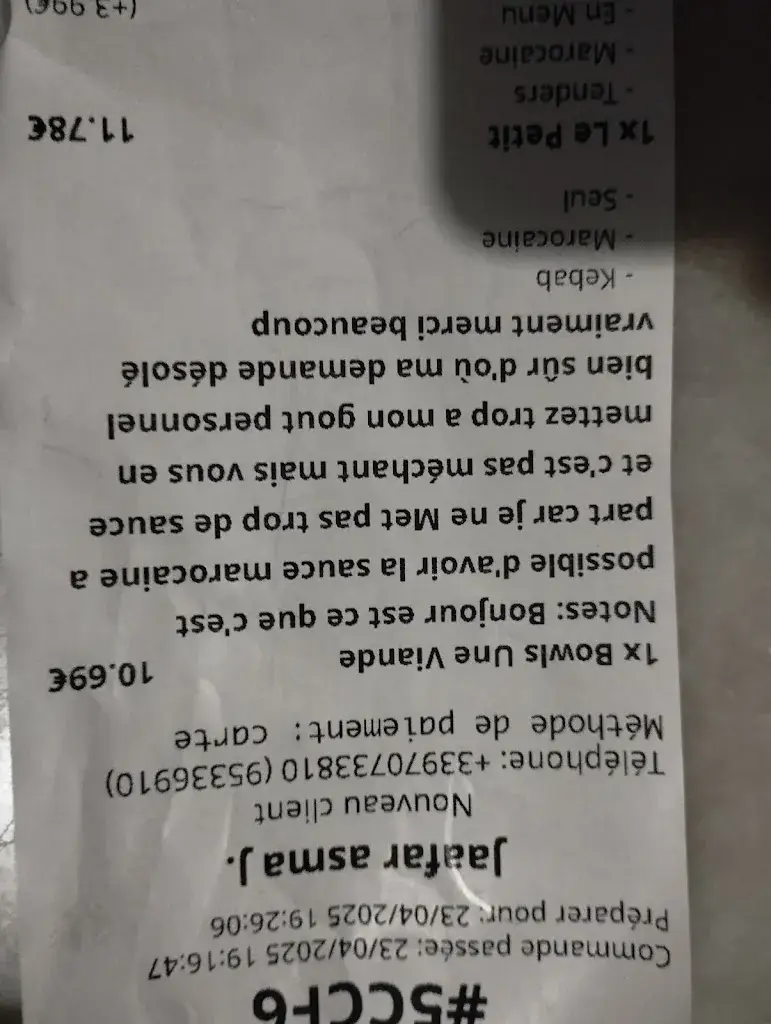 #5CCF6
Commande passée: 23/04/2025 19:16:47
Préparer pour: 23/04/2025 19:26:06
Jaafar asma J.
Nouveau client
Téléphone: +33970733810 (95336910)
Méthode de paiement: carte
1x Bowls Une Viande 10.69€
Notes: Bonjour est ce que c'est
possible d'avoir la sauce marocaine a
part car je ne Met pas trop de sauce
et c'est pas méchant mais vous en
mettez trop a mon gout personnel
bien sûr d'où ma demande désolé
vraiment merci beaucoup
- Kebab
- Marocaine
- Seul
1x Le Petit 11.78€
- Tenders
- Marocaine
- En Menu
(+3.99€)